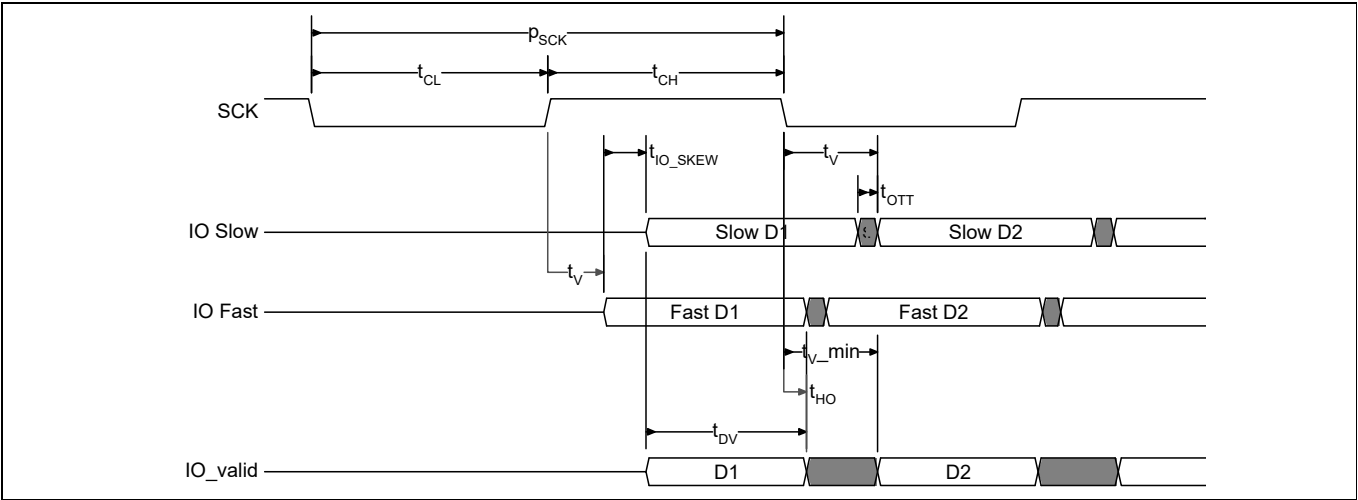 pSCK
tCL tCH
SCK
tIO_SKEW tV
tOTT
IO Slow Slow D1 Slow D2
tV
IO Fast Fast D1 Fast D2
tV_min
tHO
tDV
IO_valid D1 D2